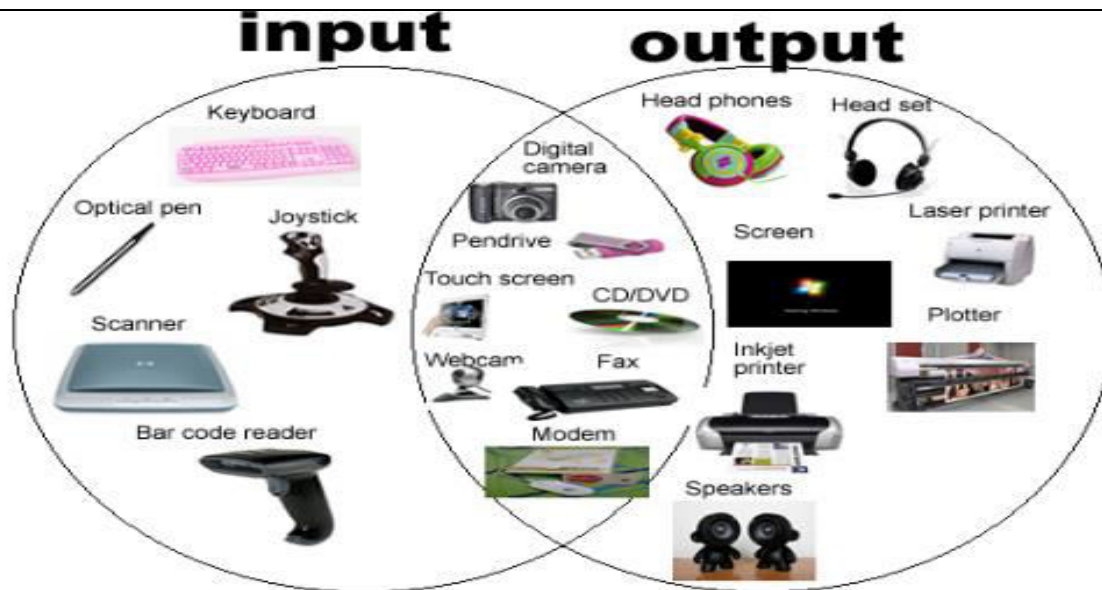 input
output
Keyboard
Optical pen
Joystick
Scanner
Bar code reader
Digital
camera
Pendrive
Touch screen
CD/DVD
Webcam
Fax
Modem
Head phones
Head set
Laser printer
Screen
Plotter
Inkjet
printer
Speakers